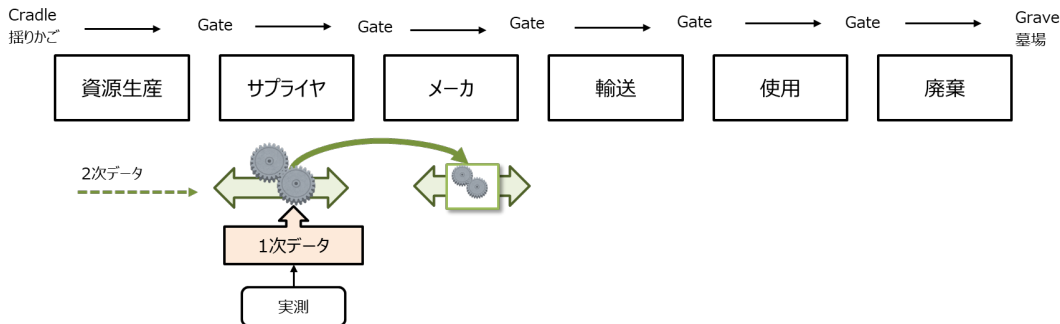 Cradle
揺りかご
Gate
Gate
Gate
Gate
Gate
Grave
墓場
資源生産
サプライヤ
メーカ
輸送
使用
廃棄
2次データ
1次データ
実測